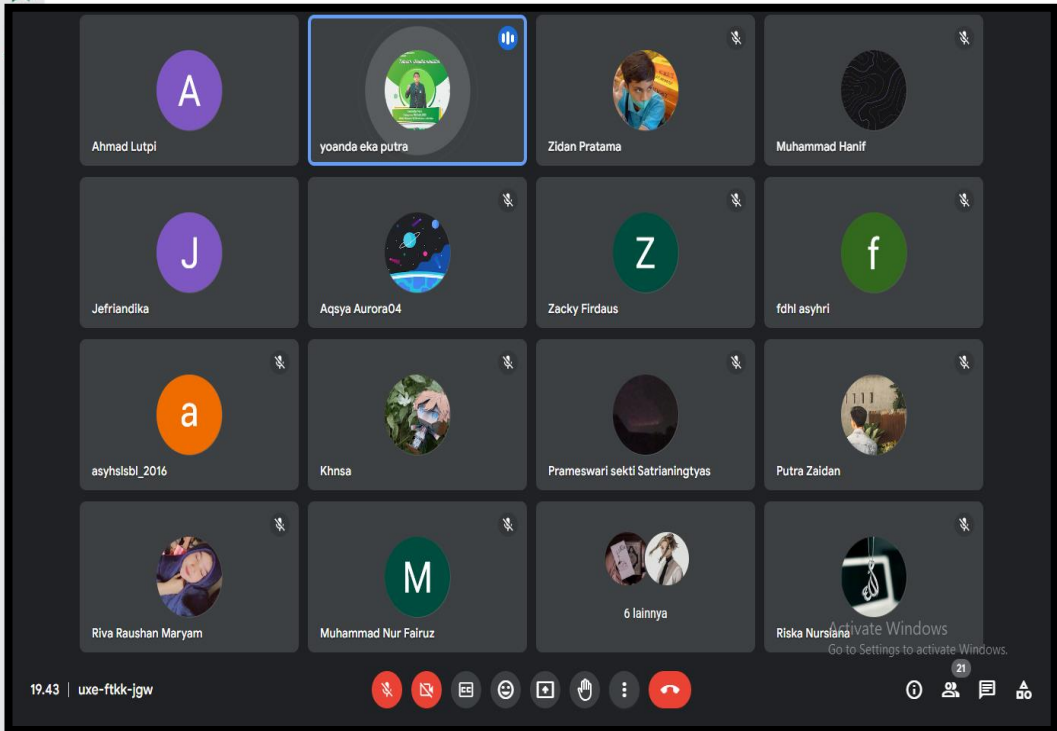 A
Ahmad Lutpi
yoanda eka putra
Zidan Pratama
Muhammad Hanif
J
Jefriandika
Aqsya Aurora04
Z
Zacky Firdaus
f
fdhl asyhri
a
asyhslsbl_2016
Khnsa
Prameswari sekti Satrianingtyas
Putra Zaidan
Riva Raushan Maryam
M
Muhammad Nur Fairuz
6 lainnya
Riska Nursiana
Activate Windows
Go to Settings to activate Windows.
19.43 | uxe-ftkk-jgw
21